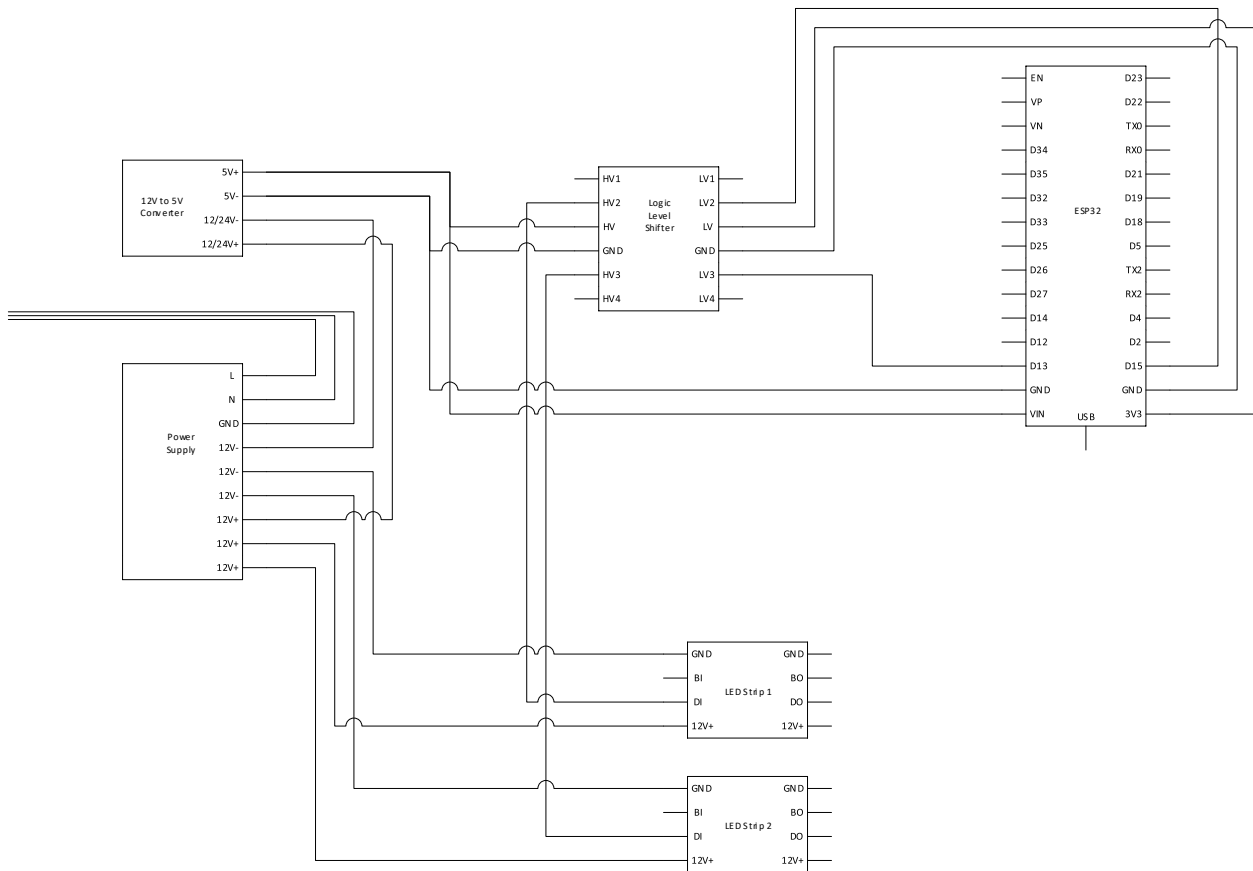 12V to 5V
Converter
5V+
5V-
12/24V-
12/24V+
Power
Supply
L
N
GND
12V-
12V-
12V-
12V+
12V+
12V+
Logic
Level
Shifter
HV1
HV2
HV
GND
HV3
HV4
LV1
LV2
LV
GND
LV3
LV4
ESP32
EN
VP
VN
D34
D35
D32
D33
D25
D26
D27
D14
D12
D13
GND
VIN
USB
D23
D22
TX0
RX0
D21
D19
D18
D5
TX2
RX2
D4
D2
D15
GND
3V3
LED Strip 1
GND
BI
DI
12V+
GND
BO
DO
12V+
LED Strip 2
GND
BI
DI
12V+
GND
BO
DO
12V+